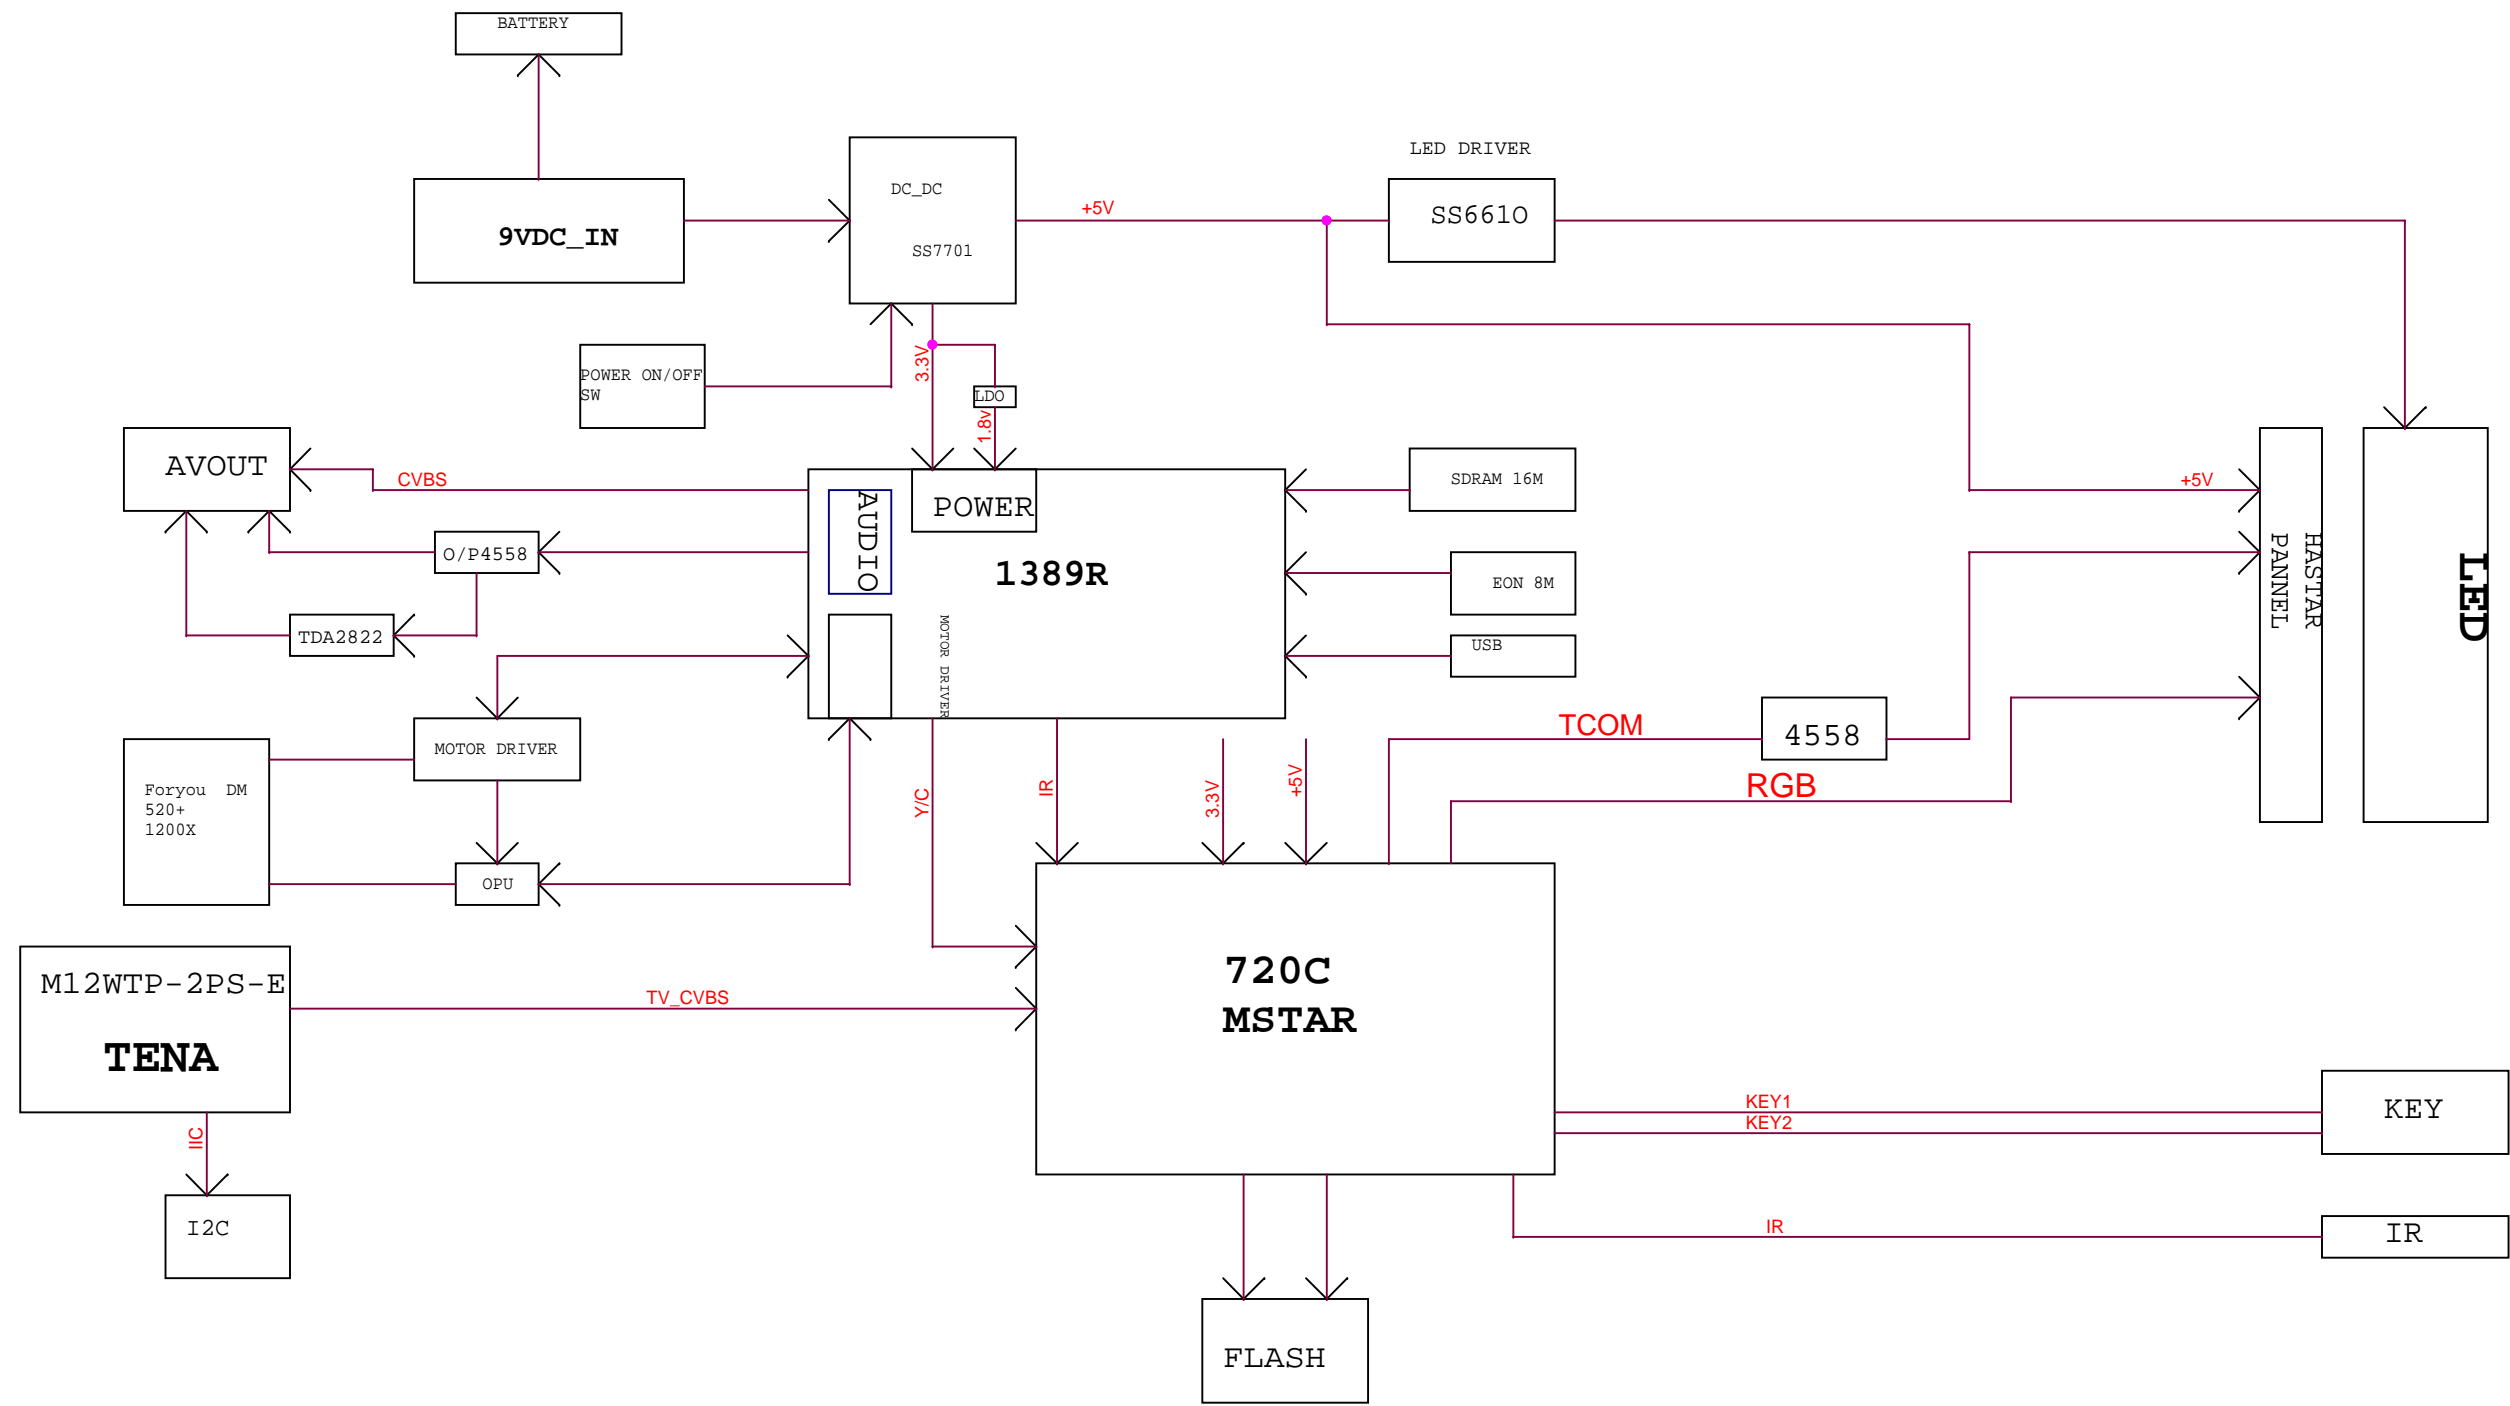 BATTERY
LED DRIVER
DC_DC
SS7701
+5V
SS661O
9VDC_IN
POWER ON/OFF
SW
3.3V
LDO
1.8v
AVOUT
CVBS
AUDIO
POWER
SDRAM 16M
+5V
O/P4558
1389R
EON 8M
HASTAR
PANNEL
LED
TDA2822
MOTOR DRIVER
USB
MOTOR DRIVER
TCOM
4558
Foryou DM
520+
1200X
Y/C
IR
3.3V
+5V
RGB
OPU
M12WTP-2PS-E
TENA
TV_CVBS
720C
MSTAR
KEY1
KEY2
KEY
IIC
I2C
IR
IR
FLASH